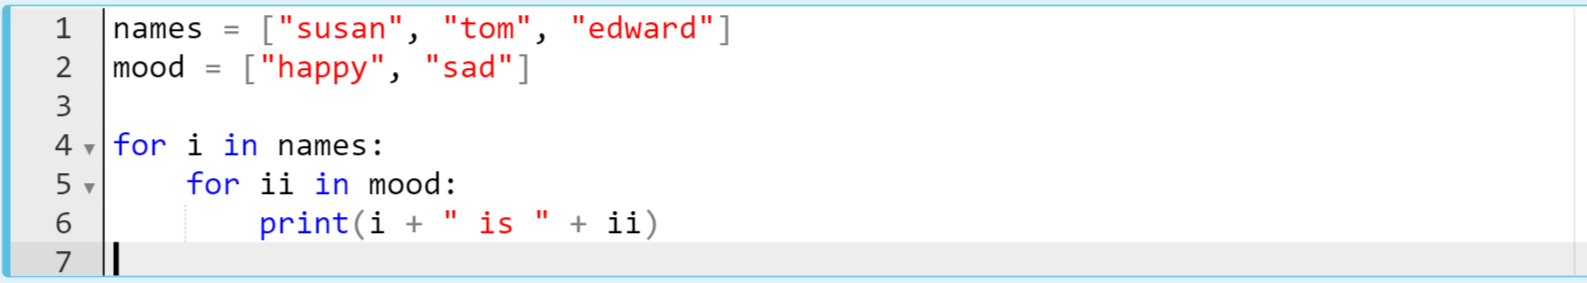 1 names = ["susan", "tom", "edward"]
2 mood = ["happy", "sad"]
3
4 for i in names:
5     for ii in mood:
6         print(i + " is " + ii)
7